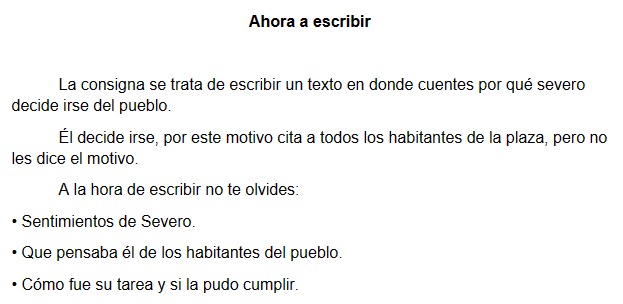 Ahora a escribir
La consigna se trata de escribir un texto en donde cuentes por qué severo
decide irse del pueblo.
Él decide irse, por este motivo cita a todos los habitantes de la plaza, pero no
les dice el motivo.
A la hora de escribir no te olvides:
• Sentimientos de Severo.
• Que pensaba él de los habitantes del pueblo.
• Cómo fue su tarea y si la pudo cumplir.